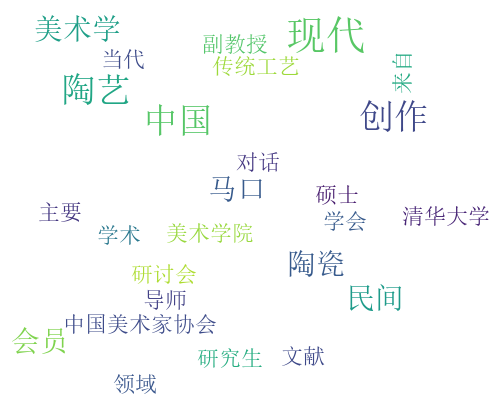 美术学
现代
副教授
当代
传统工艺
来自
陶艺
中国
创作
对话
马口
硕士
主要
学会
清华大学
学术
美术学院
陶瓷
研讨会
导师
民间
中国美术家协会
会员
研究生
文献
领域